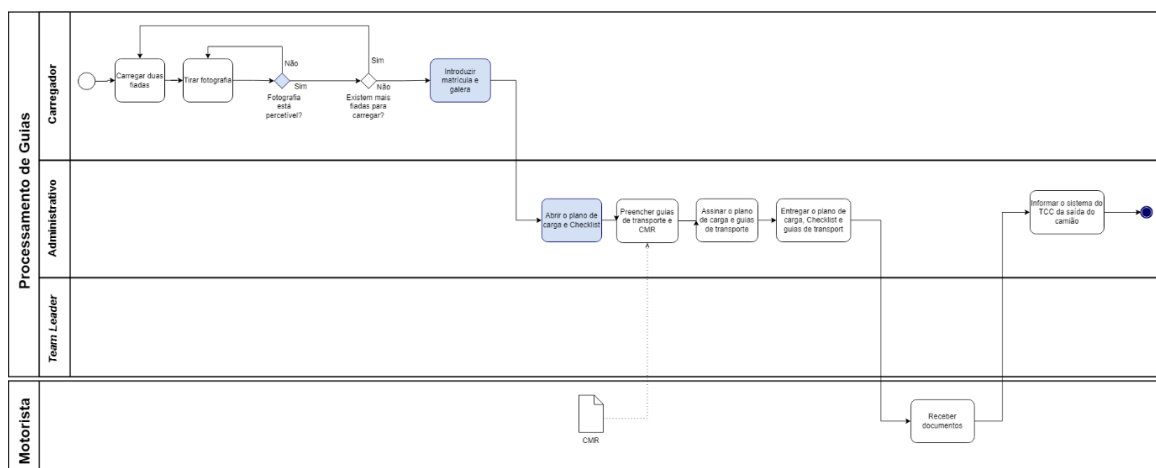 Processamento de Guias
Carregador
Carregar duas
fiadas
Tirar fotografia
Não
Sim
Fotografia
está
percetível?
Sim
Não
Existem mais
fiadas para
carregar?
Introduzir
matrícula e
galera
Administrativo
Abrir o plano de
carga e Checklist
Preencher guias
de transporte e
CMR
Assinar o plano
de carga e guias
de transporte
Entregar o plano de
carga, Checklist e
guias de transport
Informar o sistema do
TCC da saída do
camião
Team Leader
Motorista
CMR
Receber
documentos